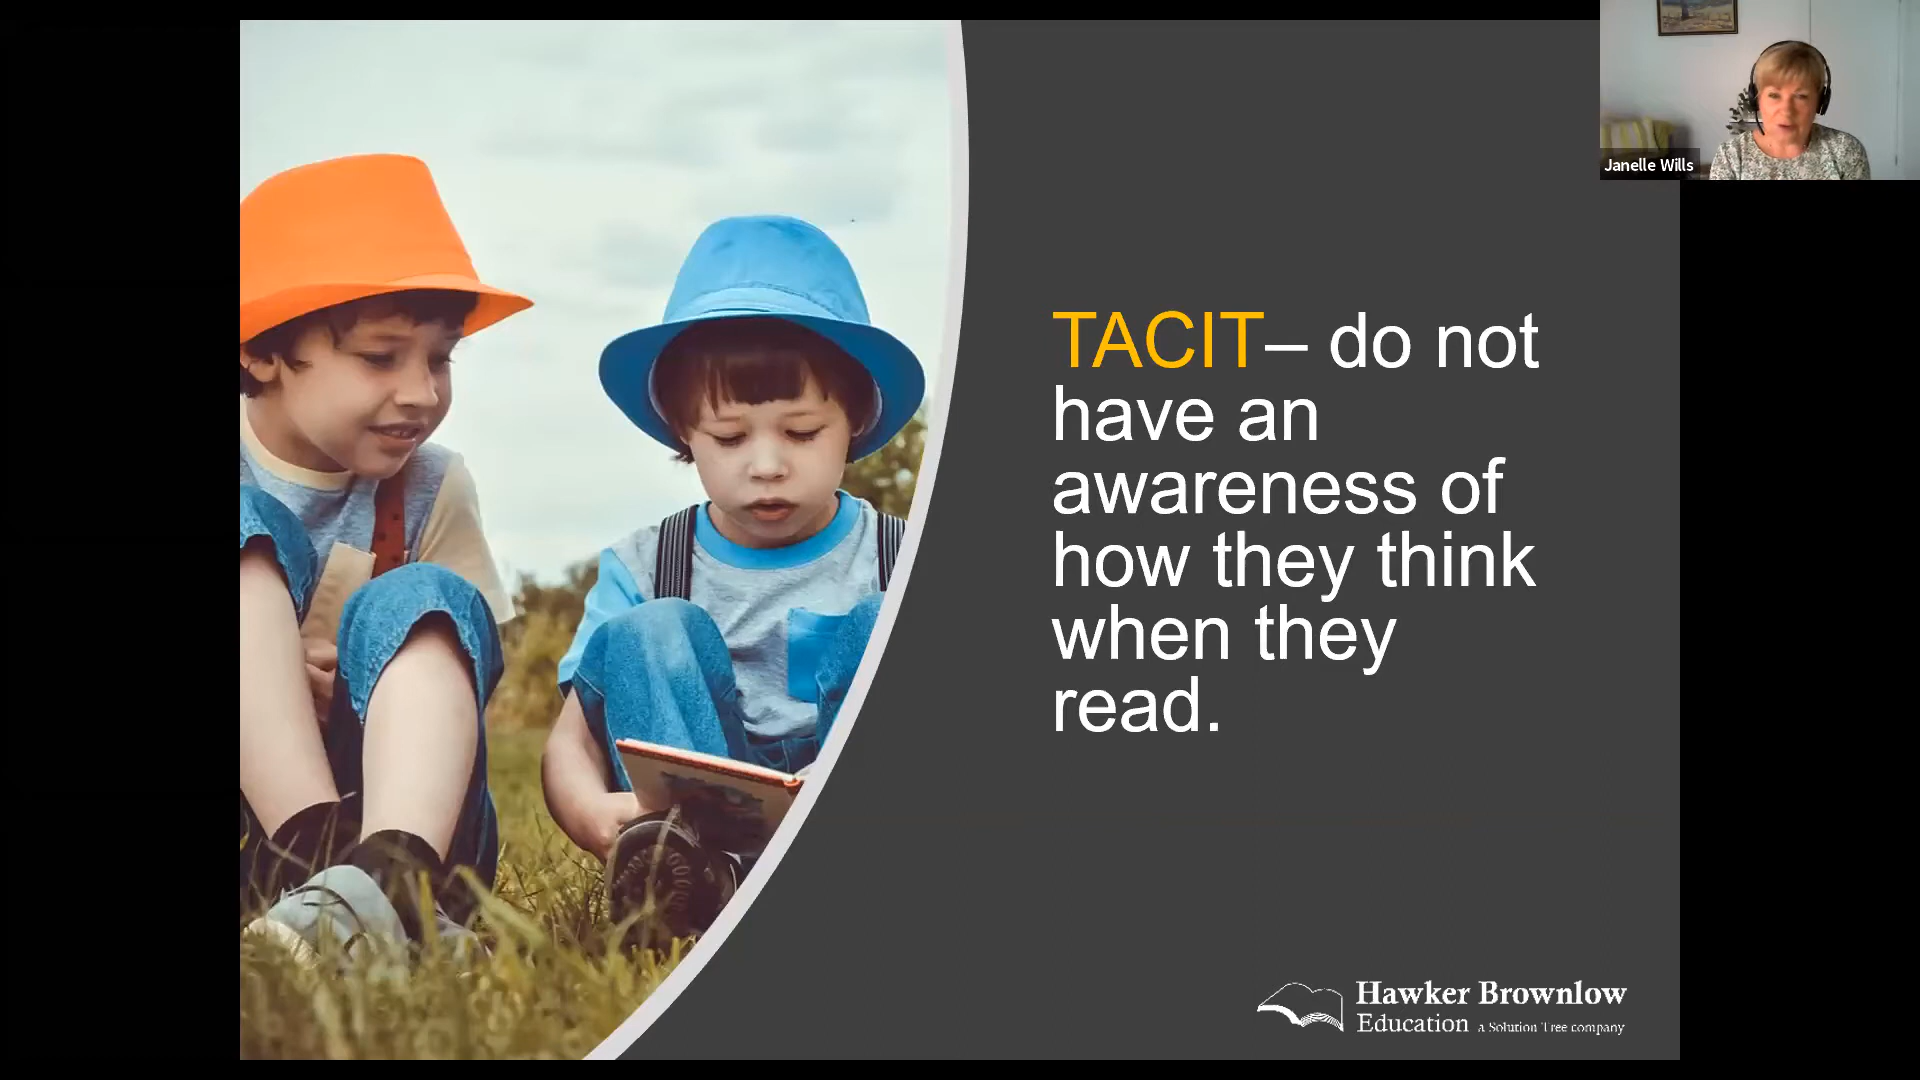 Janelle Wills
TACIT– do not
have an
awareness of
how they think
when they
read.
Hawker Brownlow
Education a Solution Tree company